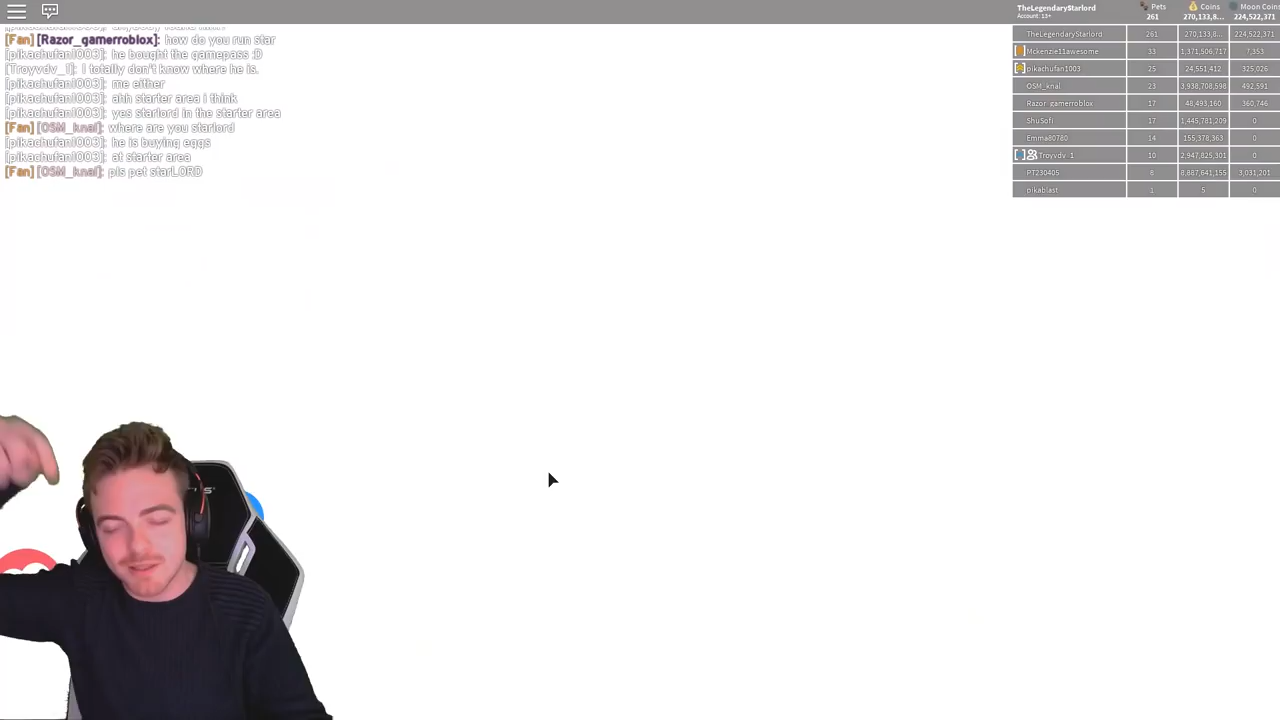 [Fan] [Razor_gamerroblox]: how do you run star
[pikachufan1003]: he bought the gamepass :D
[Troyvdv_1]: I totally don't know where he is.
[pikachufan1003]: me either
[pikachufan1003]: ahh starter area i think
[pikachufan1003]: yes starlord in the starter area
[Fan] [OSM_knal]: where are you starlord
[pikachufan1003]: he is buying eggs
[pikachufan1003]: at starter area
[Fan] [OSM_knal]: pls pet starLORD
TheLegendaryStarlord Pets Coins Moon Coins
Account: 13+ 261 270,133,8... 224,522,371
TheLegendaryStarlord 261 270,133,8... 224,522,371
Mckenzie11awesome 33 1,371,506,717 7,353
pikachufan1003 25 24,551,412 325,026
OSM_knal 23 3,938,708,598 492,591
Razor_gamerroblox 17 48,493,160 360,746
ShuSofi 17 1,445,781,209 0
Emma80780 14 155,378,363 0
Troyvdv_1 10 2,947,825,301 0
PT230405 8 8,887,641,155 3,031,201
pikablast 1 5 0